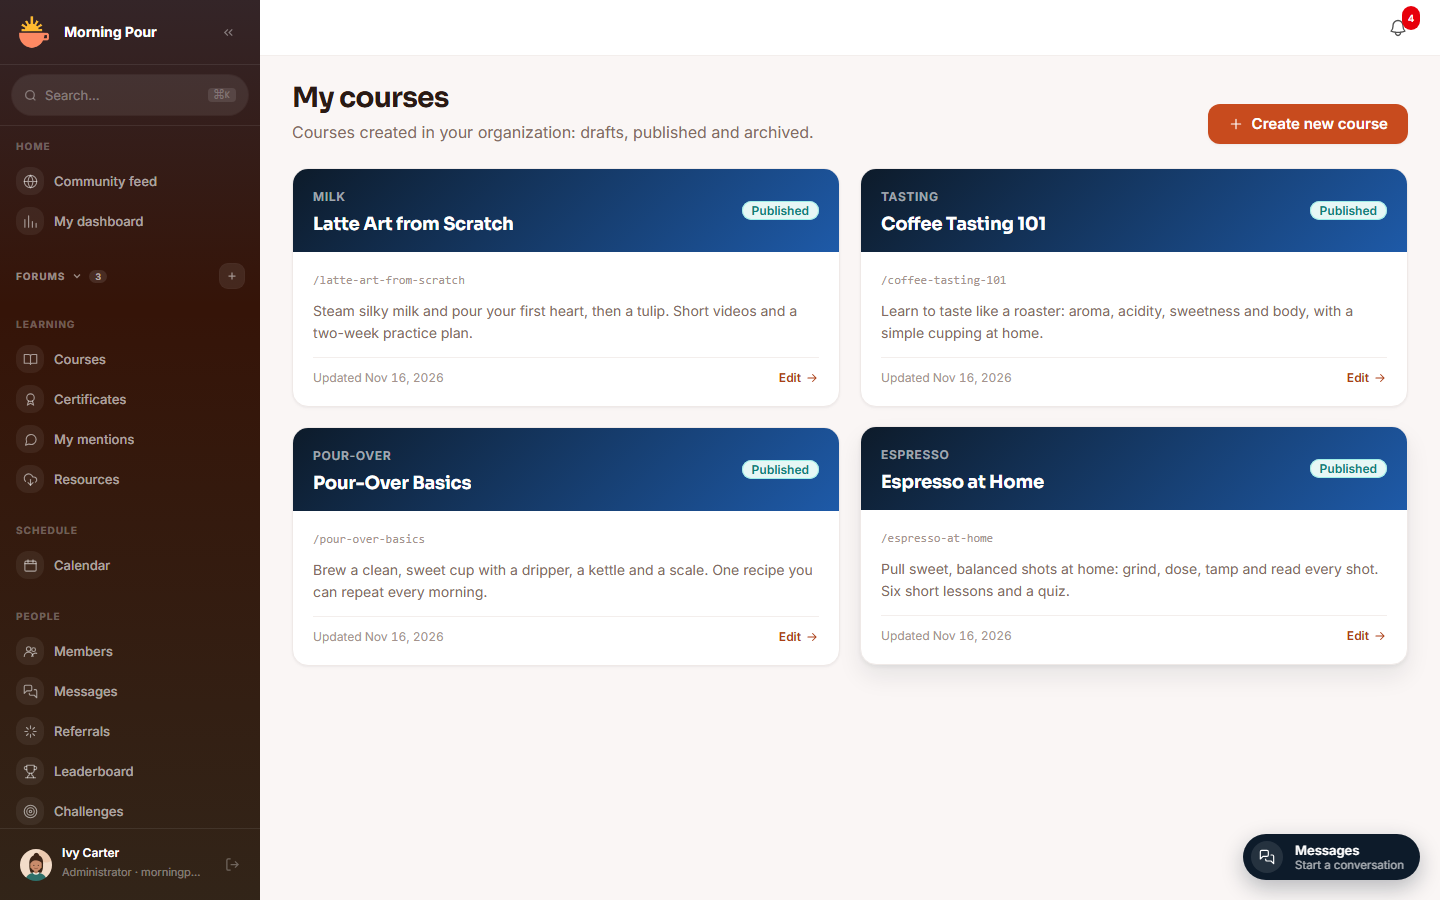 Morning Pour
Search...
⌘K
HOME
Community feed
My dashboard
FORUMS
3
LEARNING
Courses
Certificates
My mentions
Resources
SCHEDULE
Calendar
PEOPLE
Members
Messages
Referrals
Leaderboard
Challenges
Ivy Carter
Administrator · morningp...
4
My courses
Courses created in your organization: drafts, published and archived.
Create new course
MILK
Latte Art from Scratch
Published
/latte-art-from-scratch
Steam silky milk and pour your first heart, then a tulip. Short videos and a
two-week practice plan.
Updated Nov 16, 2026
Edit →
TASTING
Coffee Tasting 101
Published
/coffee-tasting-101
Learn to taste like a roaster: aroma, acidity, sweetness and body, with a
simple cupping at home.
Updated Nov 16, 2026
Edit →
POUR-OVER
Pour-Over Basics
Published
/pour-over-basics
Brew a clean, sweet cup with a dripper, a kettle and a scale. One recipe you
can repeat every morning.
Updated Nov 16, 2026
Edit →
ESPRESSO
Espresso at Home
Published
/espresso-at-home
Pull sweet, balanced shots at home: grind, dose, tamp and read every shot.
Six short lessons and a quiz.
Updated Nov 16, 2026
Edit →
Messages
Start a conversation